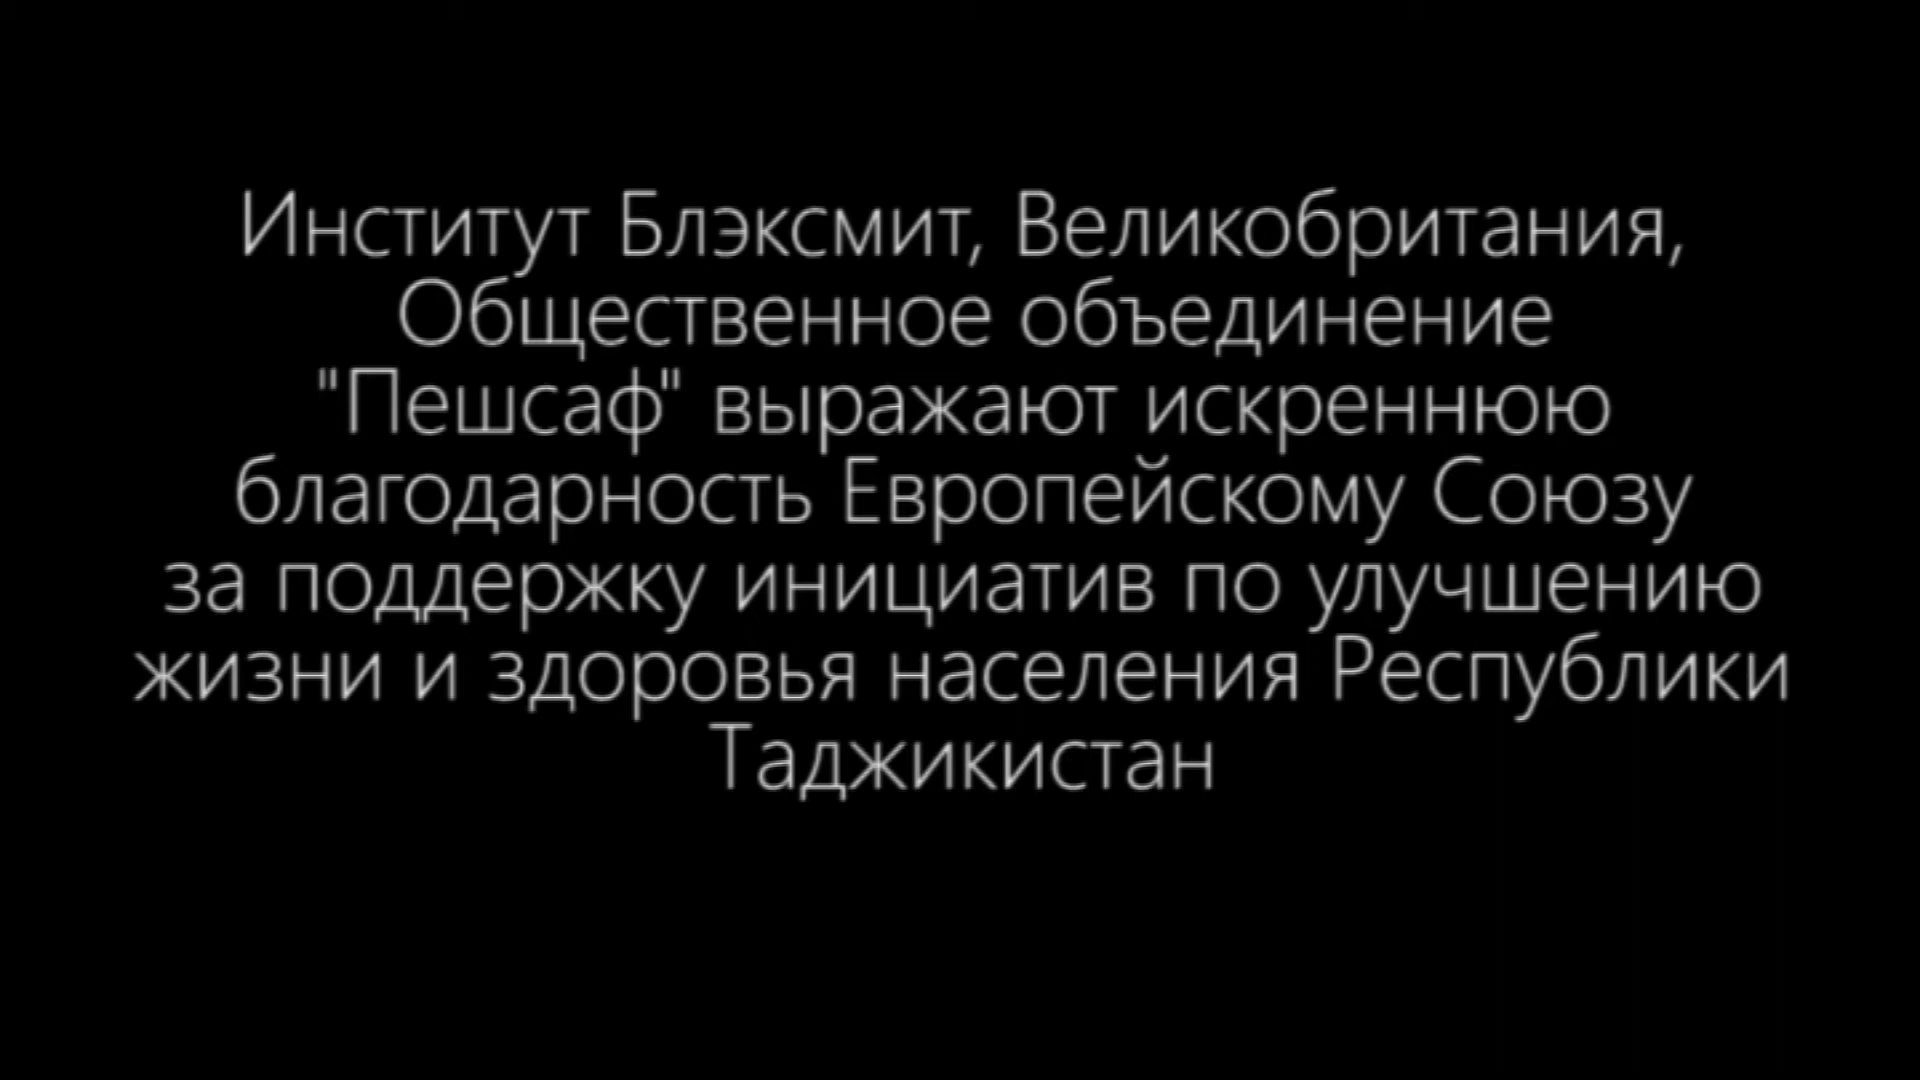 Институт Блэксмит, Великобритания,
Общественное объединение
"Пешсаф" выражают искреннюю
благодарность Европейскому Союзу
за поддержку инициатив по улучшению
жизни и здоровья населения Республики
Таджикистан